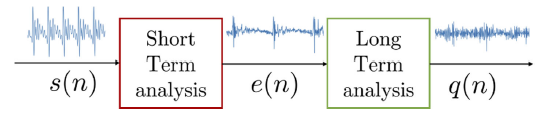 Short
Term
analysis
Long
Term
analysis
s(n)
e(n)
q(n)